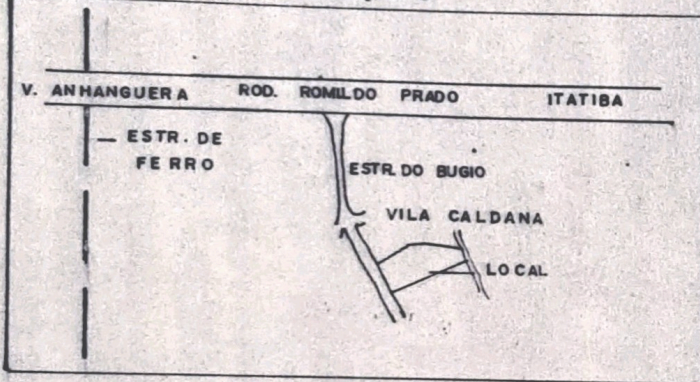 V. ANHANGUERA ROD. ROMILDO PRADO ITATIBA
ESTR. DE
FERRO
ESTR. DO BUGIO
VILA CALDANA
LOCAL